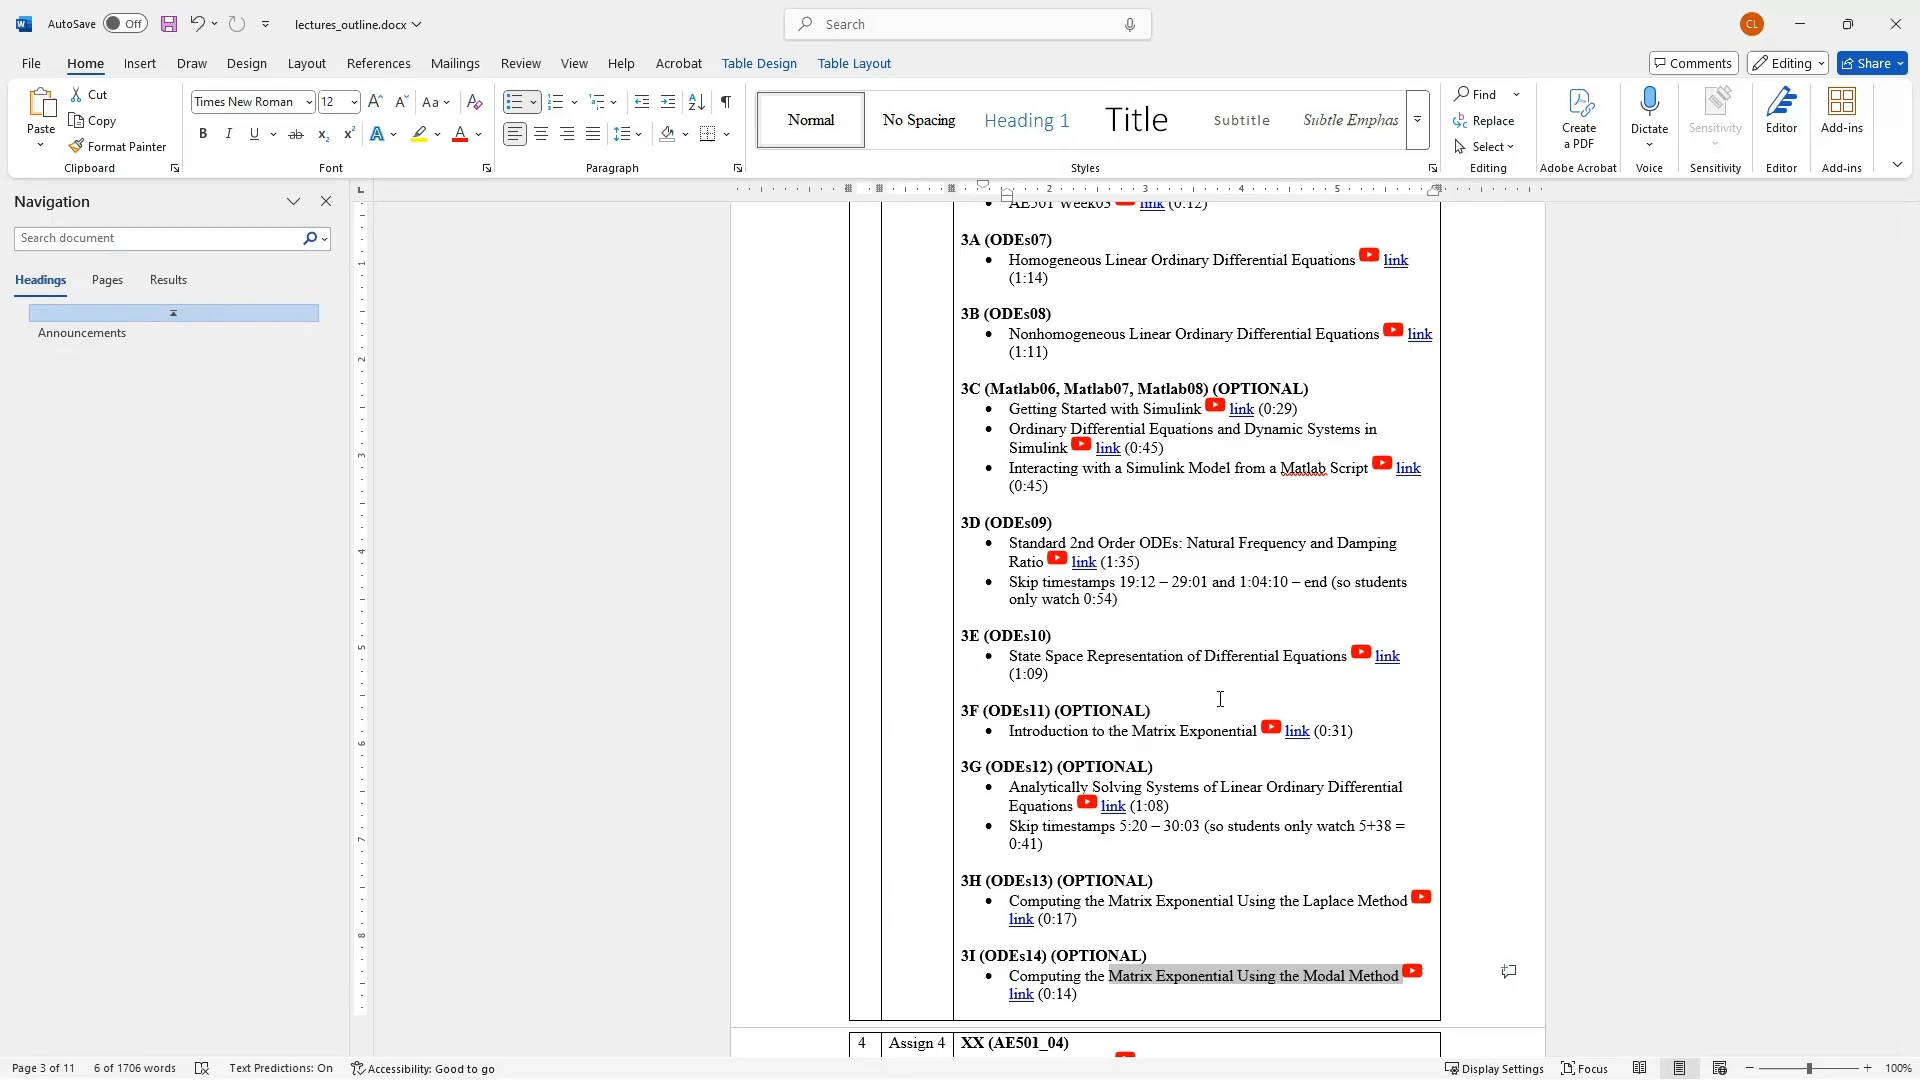 AutoSave Off lectures_outline.docx Search CL
File Home Insert Draw Design Layout References Mailings Review View Help Acrobat Table Design Table Layout Comments Editing Share
Paste Cut Copy Format Painter Clipboard
Times New Roman 12 Aa Font
Paragraph
Normal No Spacing Heading 1 Title Subtitle Subtle Emphas Styles
Find Replace Select Editing
Create a PDF Adobe Acrobat
Dictate Voice
Sensitivity Sensitivity
Editor Editor
Add-ins Add-ins
Navigation
Search document
Headings Pages Results
Announcements
AE501 Week03 link (0:12)
3A (ODEs07)
• Homogeneous Linear Ordinary Differential Equations link
(1:14)
3B (ODEs08)
• Nonhomogeneous Linear Ordinary Differential Equations link
(1:11)
3C (Matlab06, Matlab07, Matlab08) (OPTIONAL)
• Getting Started with Simulink link (0:29)
• Ordinary Differential Equations and Dynamic Systems in
Simulink link (0:45)
• Interacting with a Simulink Model from a Matlab Script link
(0:45)
3D (ODEs09)
• Standard 2nd Order ODEs: Natural Frequency and Damping
Ratio link (1:35)
• Skip timestamps 19:12 – 29:01 and 1:04:10 – end (so students
only watch 0:54)
3E (ODEs10)
• State Space Representation of Differential Equations link
(1:09)
3F (ODEs11) (OPTIONAL)
• Introduction to the Matrix Exponential link (0:31)
3G (ODEs12) (OPTIONAL)
• Analytically Solving Systems of Linear Ordinary Differential
Equations link (1:08)
• Skip timestamps 5:20 – 30:03 (so students only watch 5+38 =
0:41)
3H (ODEs13) (OPTIONAL)
• Computing the Matrix Exponential Using the Laplace Method
link (0:17)
3I (ODEs14) (OPTIONAL)
• Computing the Matrix Exponential Using the Modal Method
link (0:14)
4 Assign 4 XX (AE501_04)
Page 3 of 11 6 of 1706 words Text Predictions: On Accessibility: Good to go Display Settings Focus 100%